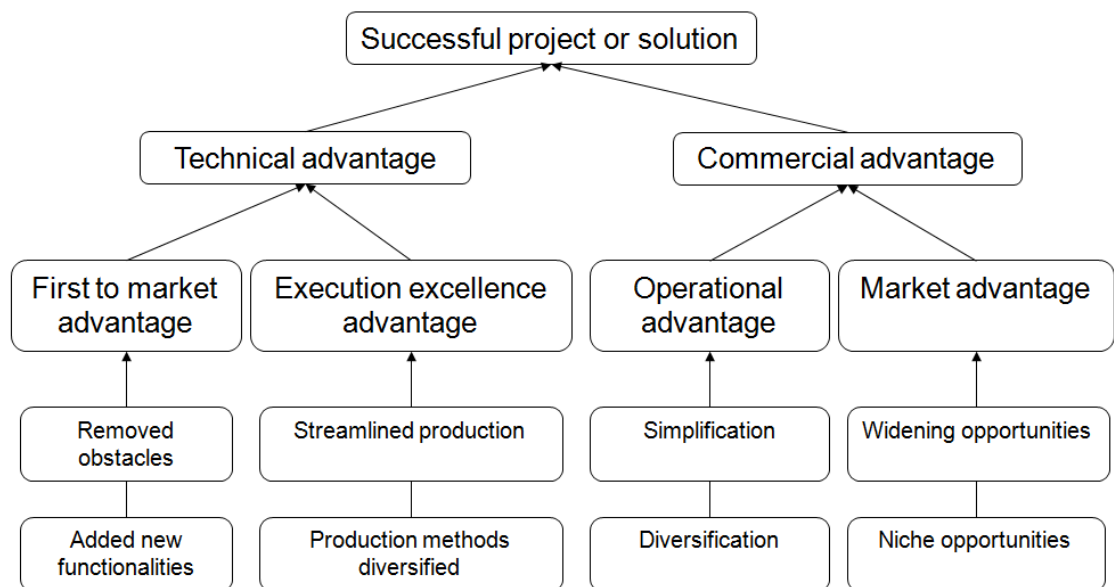 Successful project or solution
Technical advantage
Commercial advantage
First to market
advantage
Execution excellence
advantage
Operational
advantage
Market advantage
Removed
obstacles
Streamlined production
Simplification
Widening opportunities
Added new
functionalities
Production methods
diversified
Diversification
Niche opportunities